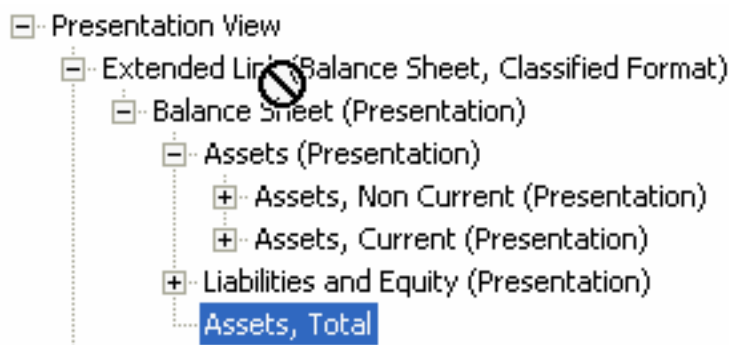 Presentation View
Extended Link (Balance Sheet, Classified Format)
Balance Sheet (Presentation)
Assets (Presentation)
Assets, Non Current (Presentation)
Assets, Current (Presentation)
Liabilities and Equity (Presentation)
Assets, Total